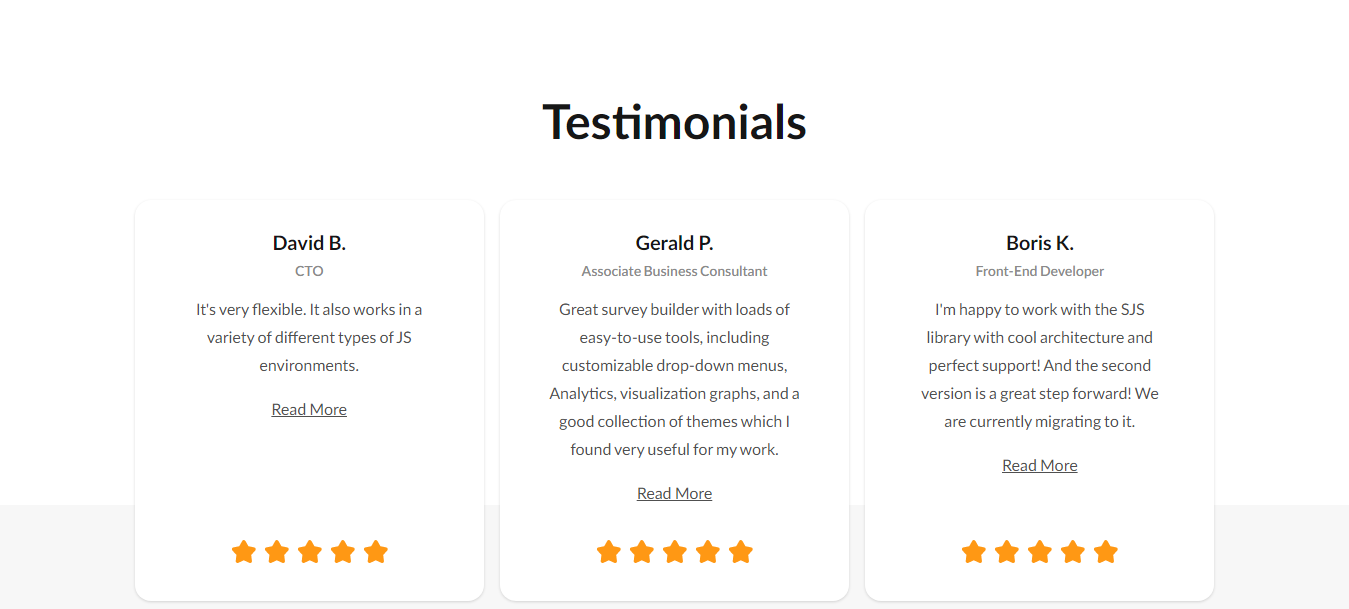 Testimonials
David B.
CTO
It's very flexible. It also works in a
variety of different types of JS
environments.
Read More
Gerald P.
Associate Business Consultant
Great survey builder with loads of
easy-to-use tools, including
customizable drop-down menus,
Analytics, visualization graphs, and a
good collection of themes which I
found very useful for my work.
Read More
Boris K.
Front-End Developer
I'm happy to work with the SJS
library with cool architecture and
perfect support! And the second
version is a great step forward! We
are currently migrating to it.
Read More